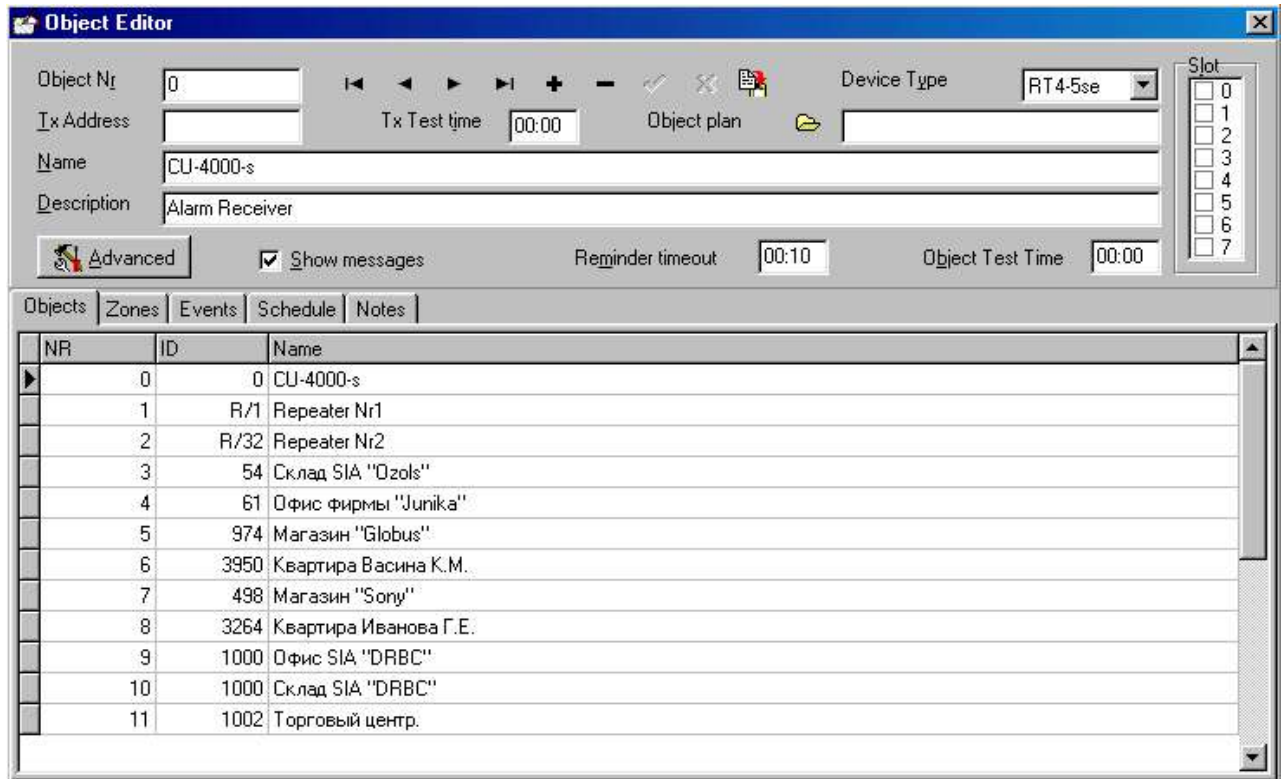 Object Editor
Object Nr 0 Device Type RT4-5se Slot
Tx Address Tx Test time 00:00 Object plan
Name CU-4000-s
Description Alarm Receiver
Advanced Show messages Reminder timeout 00:10 Object Test Time 00:00
0
1
2
3
4
5
6
7
Objects Zones Events Schedule Notes
NR ID Name
0 0 CU-4000-s
1 R/1 Repeater Nr1
2 R/32 Repeater Nr2
3 54 Склад SIA "Ozols"
4 61 Офис фирмы "Junika"
5 974 Магазин "Globus"
6 3950 Квартира Васина К.М.
7 498 Магазин "Sony"
8 3264 Квартира Иванова Г.Е.
9 1000 Офис SIA "DRBC"
10 1000 Склад SIA "DRBC"
11 1002 Торговый центр.